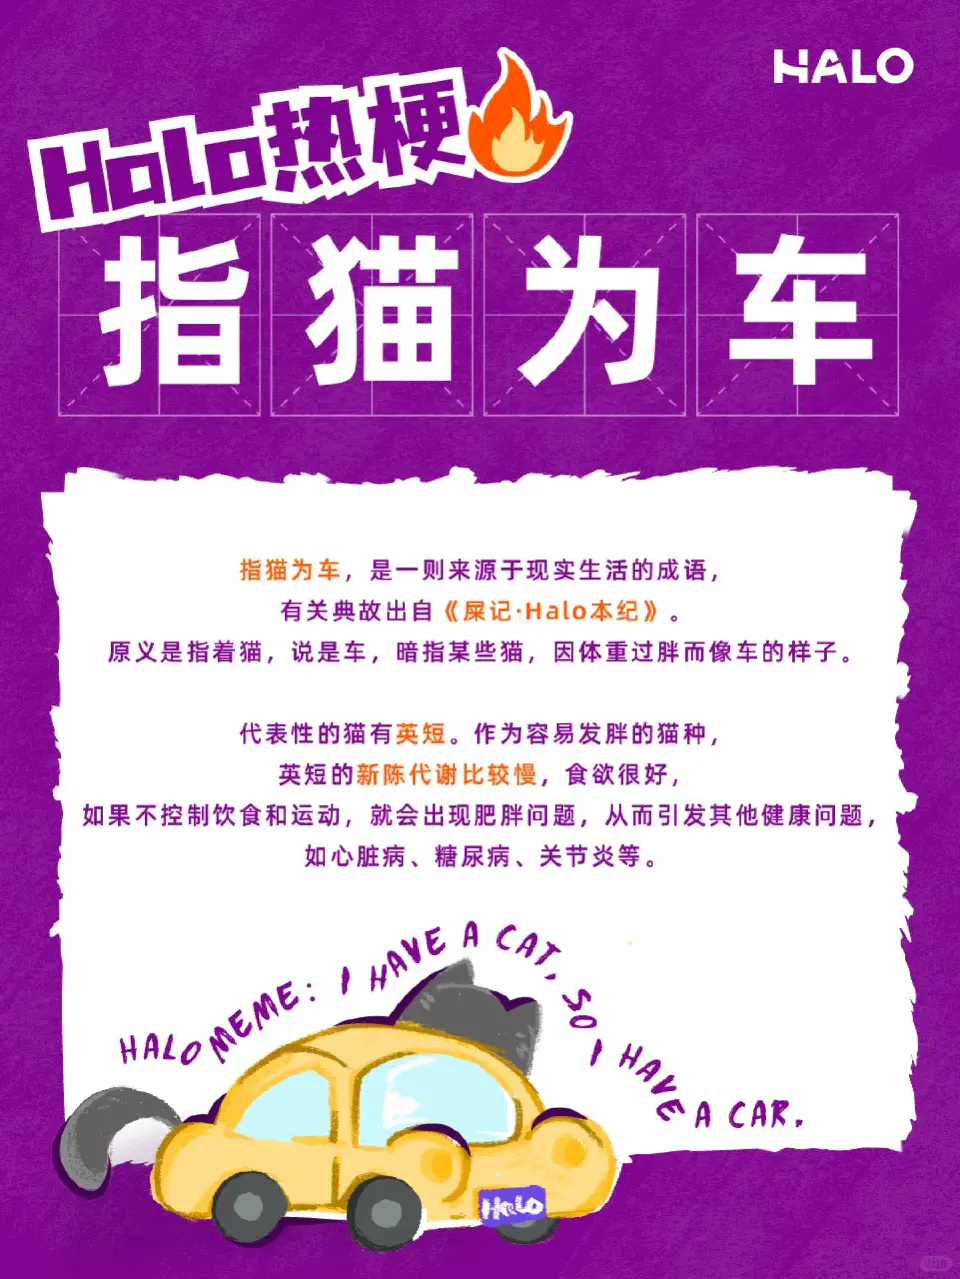 HALO
Halo热梗
指猫为车
指猫为车，是一则来源于现实生活的成语，
有关典故出自《屎记·Halo本纪》。
原义是指着猫，说是车，暗指某些猫，因体重过胖而像车的样子。
代表性的猫有英短。作为容易发胖的猫种，
英短的新陈代谢比较慢，食欲很好，
如果不控制饮食和运动，就会出现肥胖问题，从而引发其他健康问题，
如心脏病、糖尿病、关节炎等。
HALO MEME: I HAVE A CAT, SO I HAVE A CAR.
HaLo